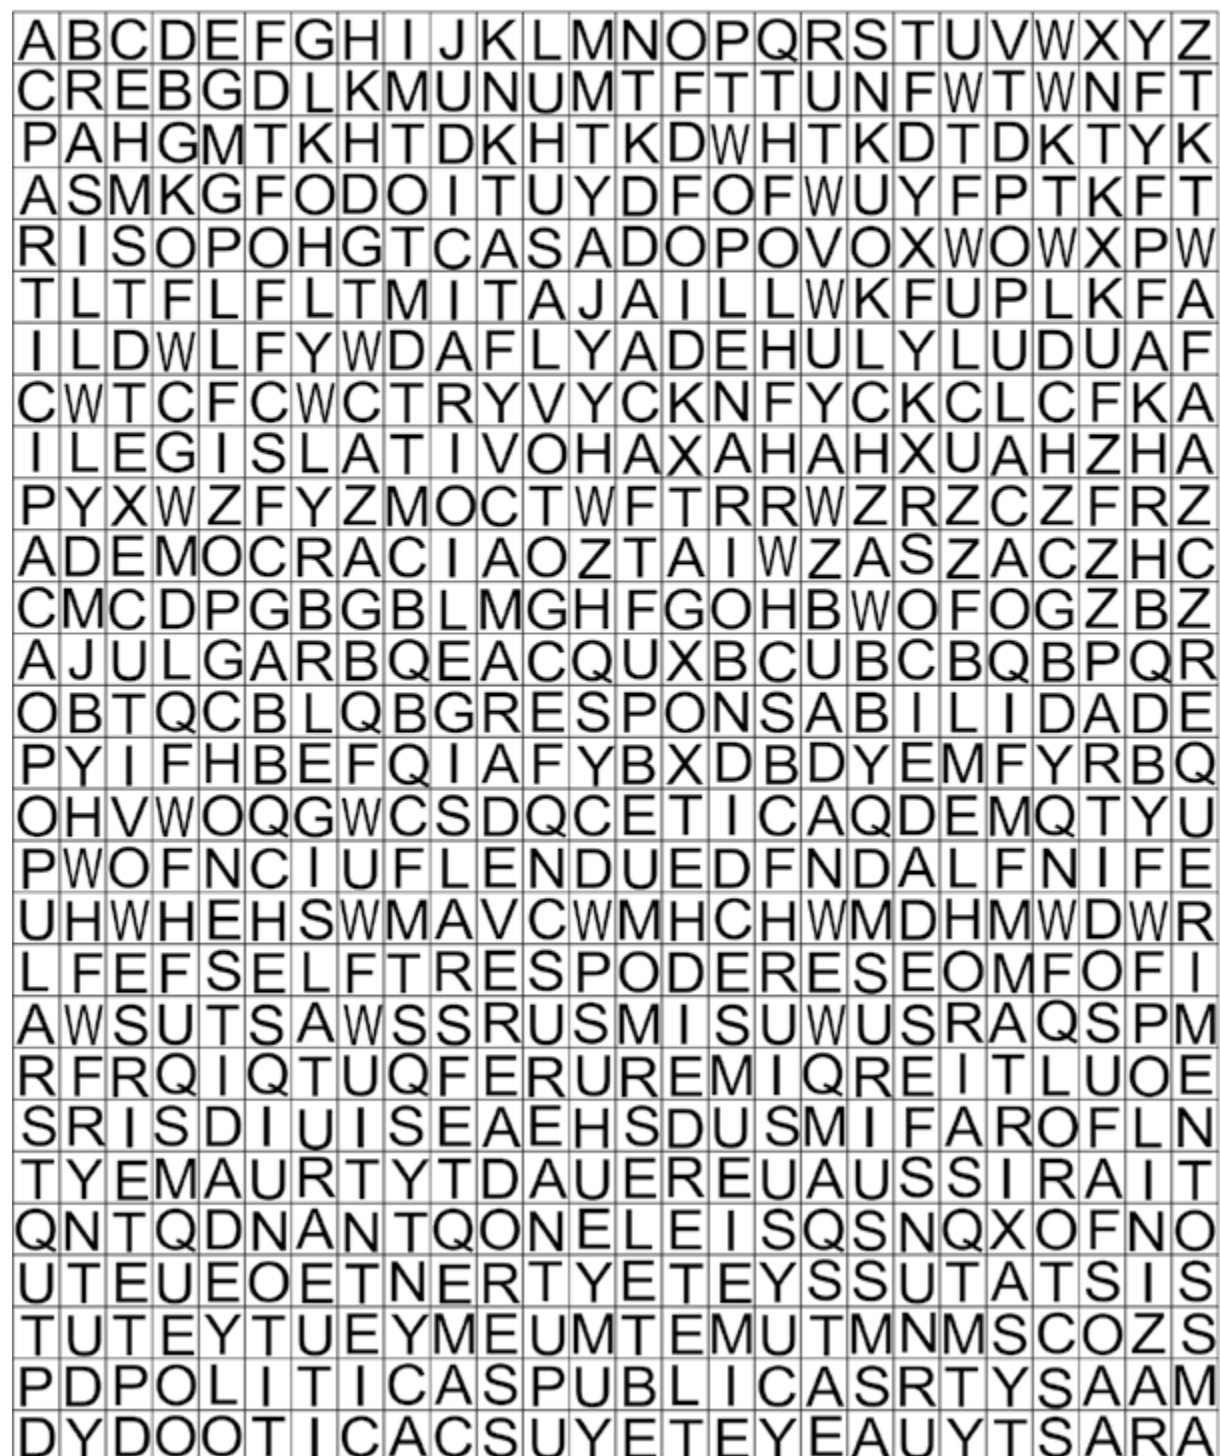 ABCDEFGHIJKLMNOPQRSTUVWXYZ
CREBGDLKMUNUMTFTTUNFWTWNFT
PAHGMTKHTDKHTKDWHTKDTDKTYK
ASMKGFODOITUYDFOFWUYFPTKFT
RISOPOHGTCASADOPOVOXWOWXPW
TLTFLFLTMITAJAILLWKFUPLKFA
ILDWLFYWDAFLYADEHULYLUDUAF
CWTCFCWCTRYVYCKNFYCKCLCFKA
ILEGISLATIVOHAXAHAHXUAHZHA
PYXWZFYZMOCTWFTRRWZRZCZFRZ
ADEMOCRACIAOZTAIWZASZACZHC
CMCDPGBGBLMGHFGOHBWOFOGZBZ
AJULGARBQEACQUXBCUBCBQBPQR
OBTQCBLQBGRESPONSABILIDADE
PYIFHBEFQIAFYBXDBDYEMFYRBQ
OHVWOQGWCSDQCETICAQDEMQTYU
PWOFNCIUFLENDUEDFNDALFNIFE
UHWHEHSWMAVCWMHCHWMDHMWDWR
LFEFSELFTRESPODERESEOMFOFI
AWSUTSAWSSRUSMISUWUSRAQSPM
RFRQIQTUQFERUREMIQREITLUOE
SRISDIUISEAEHSDUSMIFAROFLN
TYEMAURTYTDAUEREUAUSSIRAIT
QNTQDNANTQONELEISQSNQXOFNO
UTEUEOETNERTYETEYSSUTATSIS
TUTEYTUEYMEUMTEMUTMNMSCOZS
PDPOLITICASPUBLICASRTYSAAM
DYDOOTICACSUYETEYEAUYTSARA